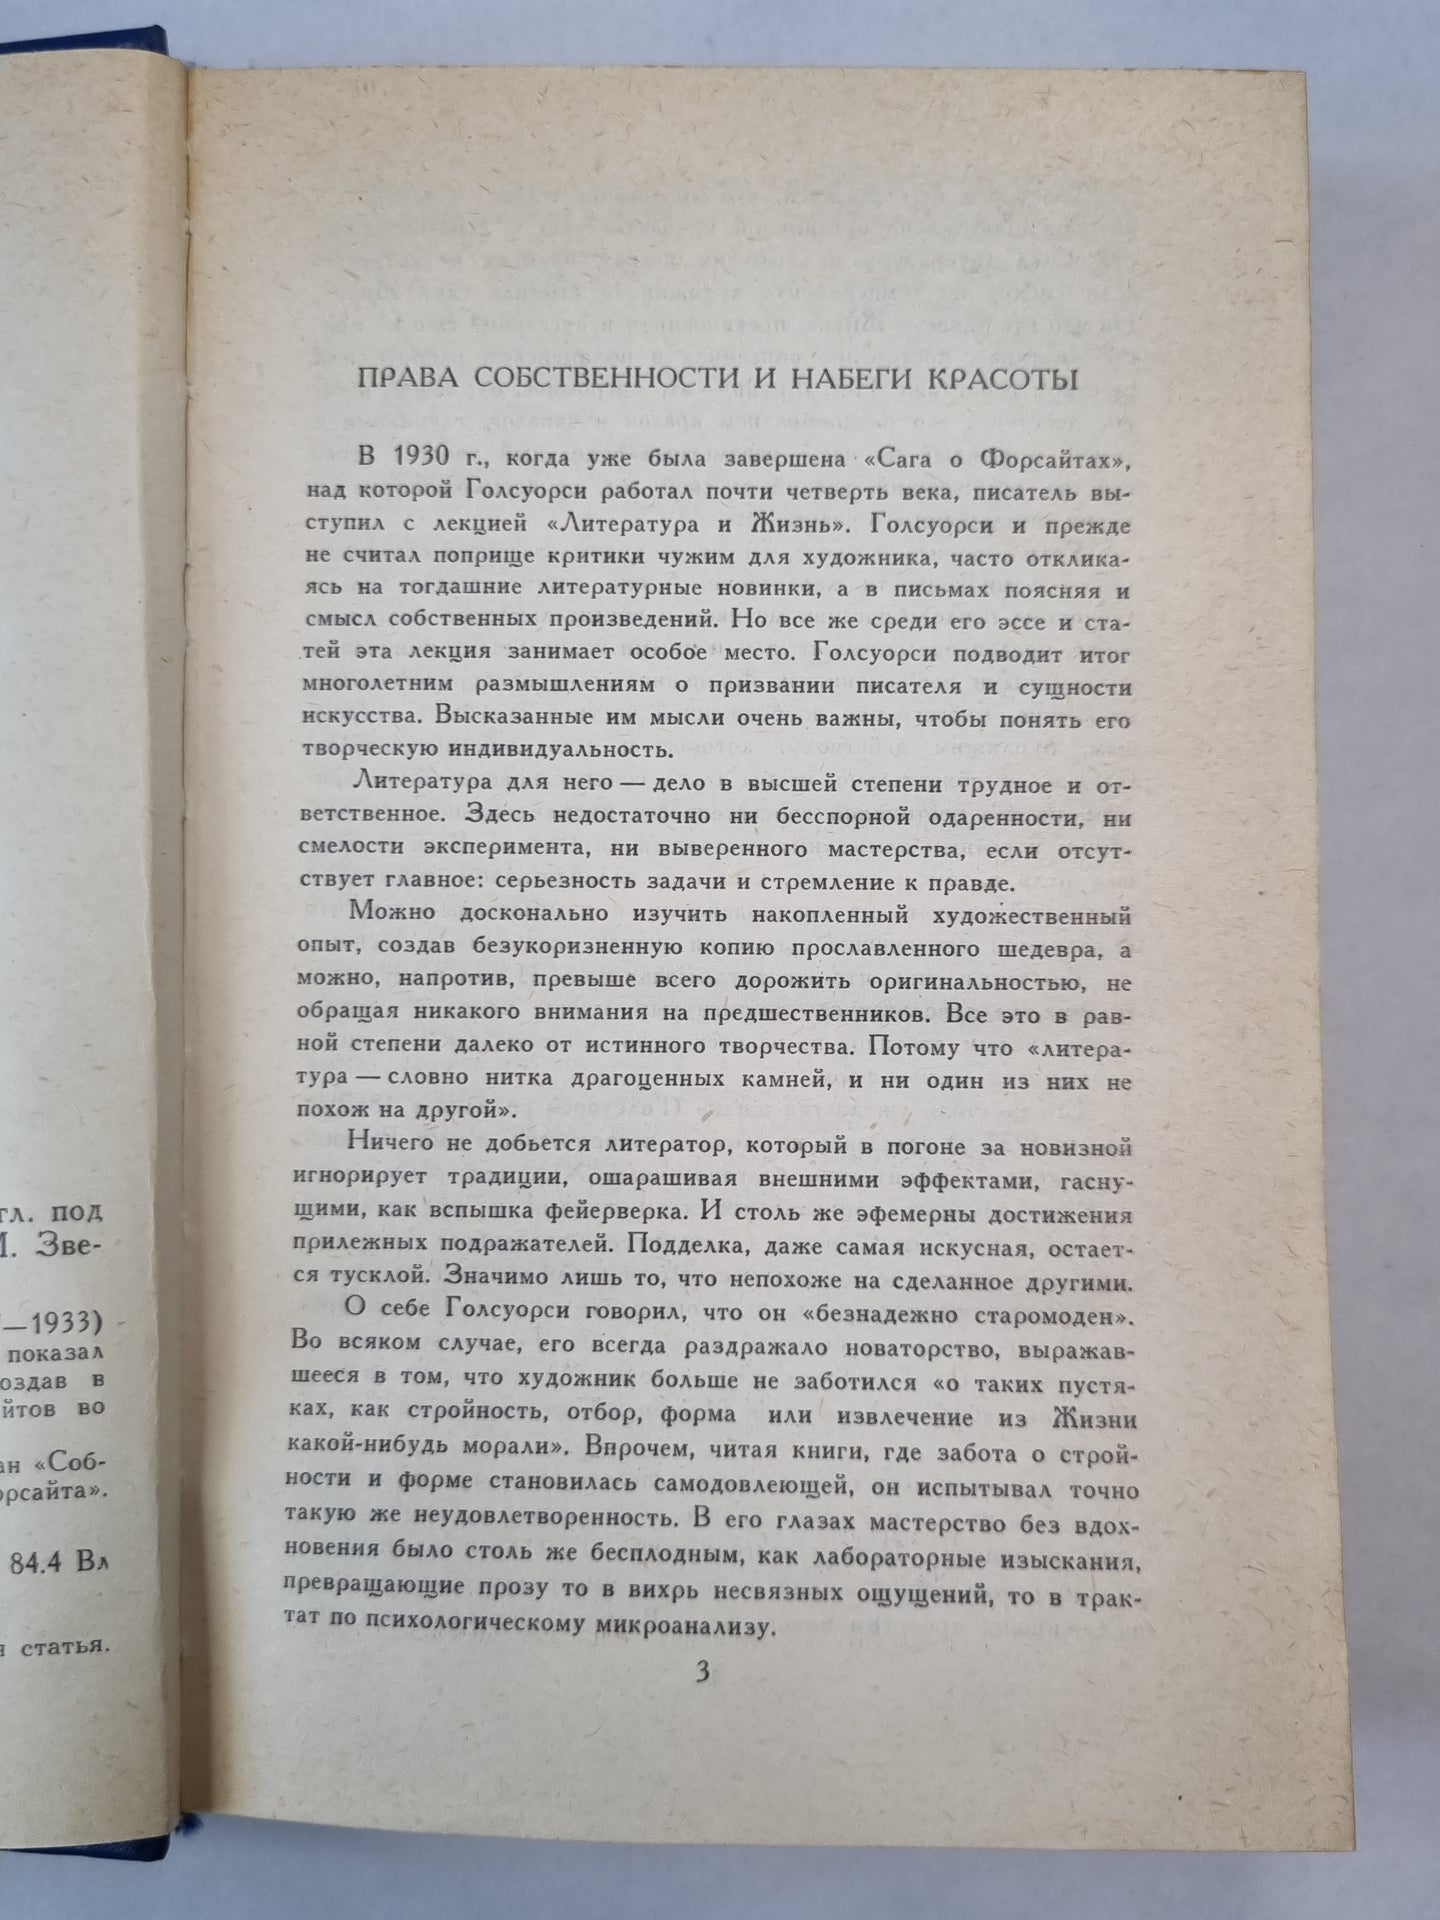 гл. под
Зве-
—1933)
показал
оздав в
йтов во
ан «Соб-
орсайта».
84.4 Вл
статья.
ПРАВА СОБСТВЕННОСТИ И НАБЕГИ КРАСОТЫ
В 1930 г., когда уже была завершена «Сага о Форсайтах»,
над которой Голсуорси работал почти четверть века, писатель вы-
ступил с лекцией «Литература и Жизнь». Голсуорси и прежде
не считал поприще критики чужим для художника, часто отклика-
ясь на тогдашние литературные новинки, а в письмах поясняя и
смысл собственных произведений. Но все же среди его эссе и ста-
тей эта лекция занимает особое место. Голсуорси подводит итог
многолетним размышлениям о призвании писателя и сущности
искусства. Высказанные им мысли очень важны, чтобы понять его
творческую индивидуальность.
Литература для него — дело в высшей степени трудное и от-
ветственное. Здесь недостаточно ни бесспорной одаренности, ни
смелости эксперимента, ни выверенного мастерства, если отсут-
ствует главное: серьезность задачи и стремление к правде.
Можно досконально изучить накопленный художественный
опыт, создав безукоризненную копию прославленного шедевра, а
можно, напротив, превыше всего дорожить оригинальностью, не
обращая никакого внимания на предшественников. Все это в рав-
ной степени далеко от истинного творчества. Потому что «литера-
тура — словно нитка драгоценных камней, и ни один из них не
похож на другой».
Ничего не добьется литератор, который в погоне за новизной
игнорирует традиции, ошарашивая внешними эффектами, гасну-
щими, как вспышка фейерверка. И столь же эфемерны достижения
прилежных подражателей. Подделка, даже самая искусная, остает-
ся тусклой. Значимо лишь то, что непохоже на сделанное другими.
О себе Голсуорси говорил, что он «безнадежно старомоден».
Во всяком случае, его всегда раздражало новаторство, выражав-
шееся в том, что художник больше не заботился «о таких пустя-
ках, как стройность, отбор, форма или извлечение из Жизни
какой-нибудь морали». Впрочем, читая книги, где забота о строй-
ности и форме становилась самодовлеющей, он испытывал точно
такую же неудовлетворенность. В его глазах мастерство без вдох-
новения было столь же бесплодным, как лабораторные изыскания,
превращающие прозу то в вихрь несвязных ощущений, то в трак-
тат по психологическому микроанализу.
3